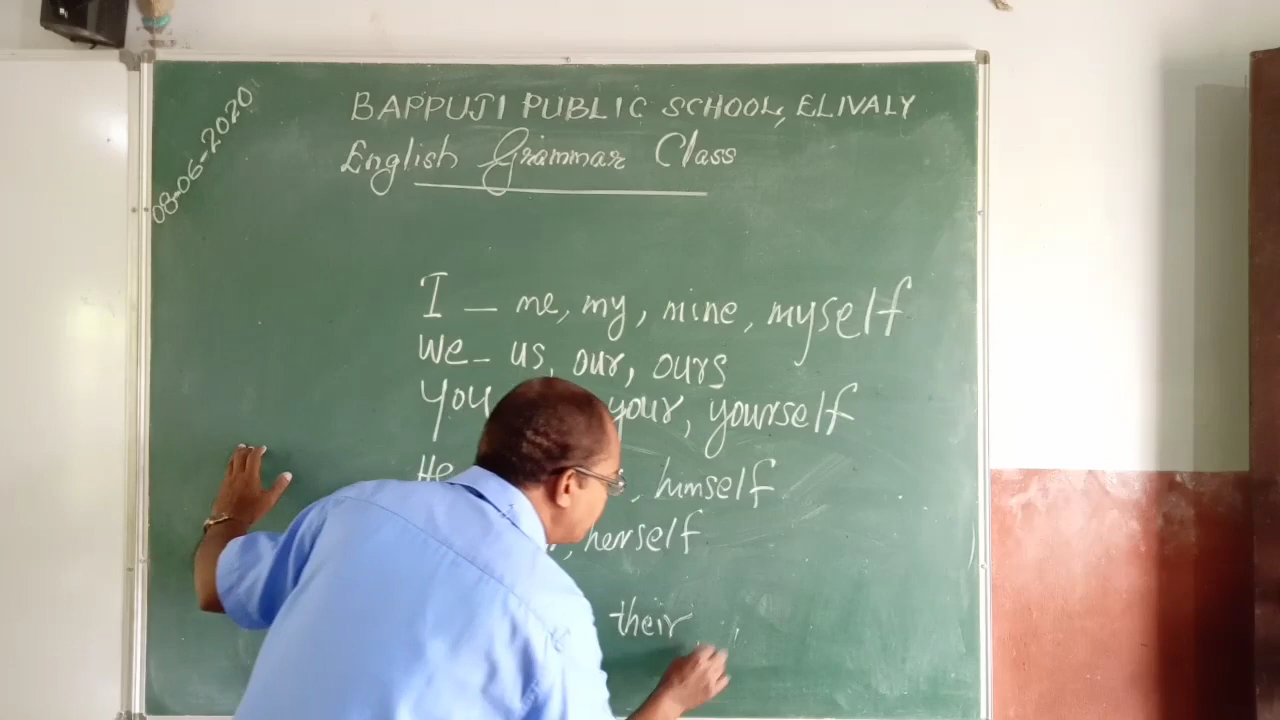 08-06-2020
BAPPUJI PUBLIC SCHOOL, ELIVALY
English Grammar Class
I – me, my, mine, myself
We – us, our, ours
You your, yourself
He , himself
, herself
their